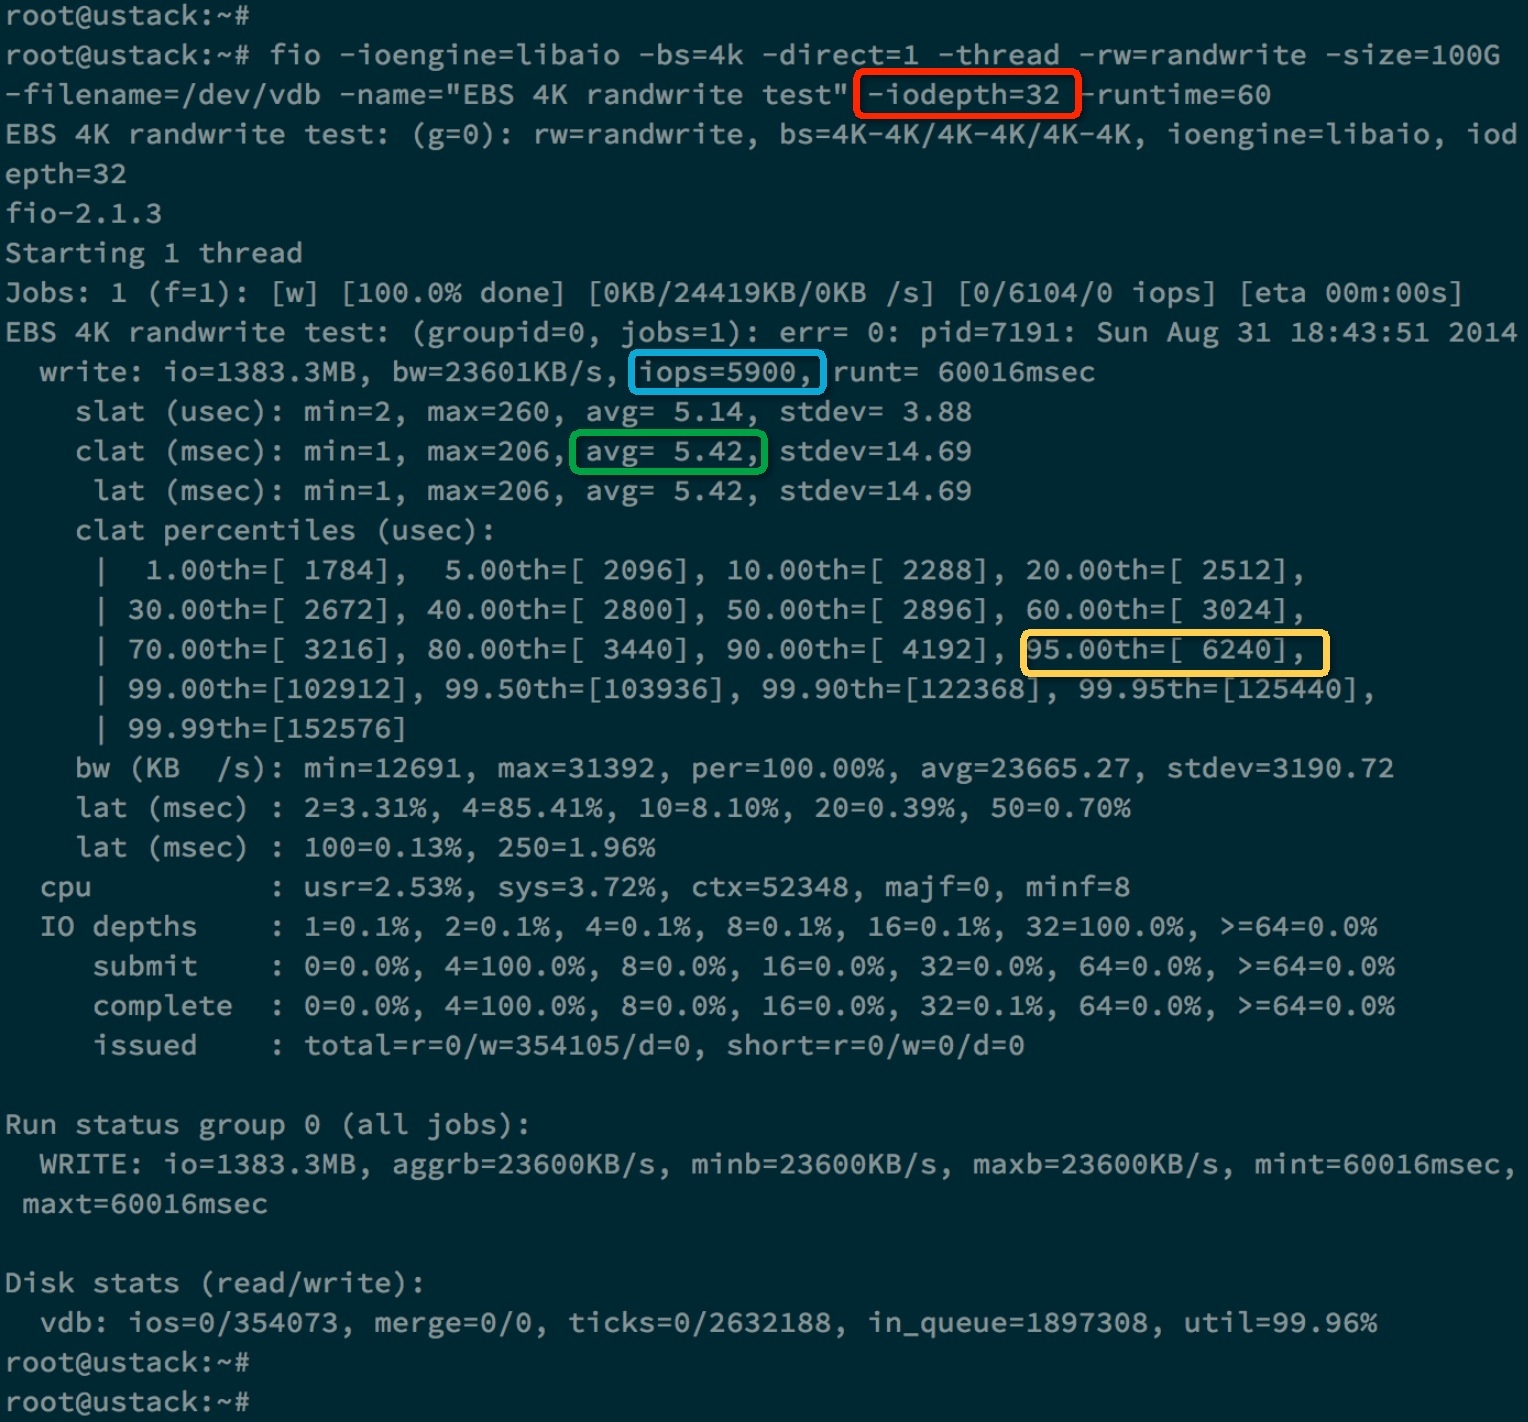 root@ustack:~#
root@ustack:~# fio -ioengine=libaio -bs=4k -direct=1 -thread -rw=randwrite -size=100G
-filename=/dev/vdb -name="EBS 4K randwrite test" -iodepth=32 -runtime=60
EBS 4K randwrite test: (g=0): rw=randwrite, bs=4K-4K/4K-4K/4K-4K, ioengine=libaio, iod
epth=32
fio-2.1.3
Starting 1 thread
Jobs: 1 (f=1): [w] [100.0% done] [0KB/24419KB/0KB /s] [0/6104/0 iops] [eta 00m:00s]
EBS 4K randwrite test: (groupid=0, jobs=1): err= 0: pid=7191: Sun Aug 31 18:43:51 2014
  write: io=1383.3MB, bw=23601KB/s, iops=5900, runt= 60016msec
    slat (usec): min=2, max=260, avg= 5.14, stdev= 3.88
    clat (msec): min=1, max=206, avg= 5.42, stdev=14.69
     lat (msec): min=1, max=206, avg= 5.42, stdev=14.69
    clat percentiles (usec):
     |  1.00th=[ 1784],  5.00th=[ 2096], 10.00th=[ 2288], 20.00th=[ 2512],
     | 30.00th=[ 2672], 40.00th=[ 2800], 50.00th=[ 2896], 60.00th=[ 3024],
     | 70.00th=[ 3216], 80.00th=[ 3440], 90.00th=[ 4192], 95.00th=[ 6240],
     | 99.00th=[102912], 99.50th=[103936], 99.90th=[122368], 99.95th=[125440],
     | 99.99th=[152576]
    bw (KB  /s): min=12691, max=31392, per=100.00%, avg=23665.27, stdev=3190.72
    lat (msec) : 2=3.31%, 4=85.41%, 10=8.10%, 20=0.39%, 50=0.70%
    lat (msec) : 100=0.13%, 250=1.96%
  cpu          : usr=2.53%, sys=3.72%, ctx=52348, majf=0, minf=8
  IO depths    : 1=0.1%, 2=0.1%, 4=0.1%, 8=0.1%, 16=0.1%, 32=100.0%, >=64=0.0%
     submit    : 0=0.0%, 4=100.0%, 8=0.0%, 16=0.0%, 32=0.0%, 64=0.0%, >=64=0.0%
     complete  : 0=0.0%, 4=100.0%, 8=0.0%, 16=0.0%, 32=0.1%, 64=0.0%, >=64=0.0%
     issued    : total=r=0/w=354105/d=0, short=r=0/w=0/d=0
Run status group 0 (all jobs):
  WRITE: io=1383.3MB, aggrb=23600KB/s, minb=23600KB/s, maxb=23600KB/s, mint=60016msec,
 maxt=60016msec
Disk stats (read/write):
  vdb: ios=0/354073, merge=0/0, ticks=0/2632188, in_queue=1897308, util=99.96%
root@ustack:~#
root@ustack:~#